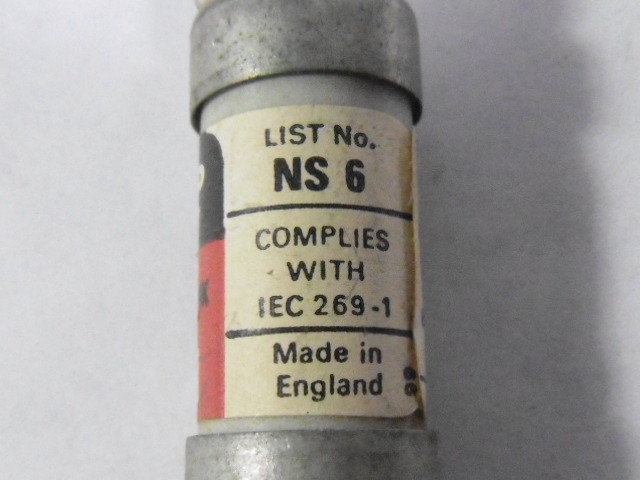 LIST No.
NS 6
COMPLIES
WITH
IEC 269-1
Made in
England